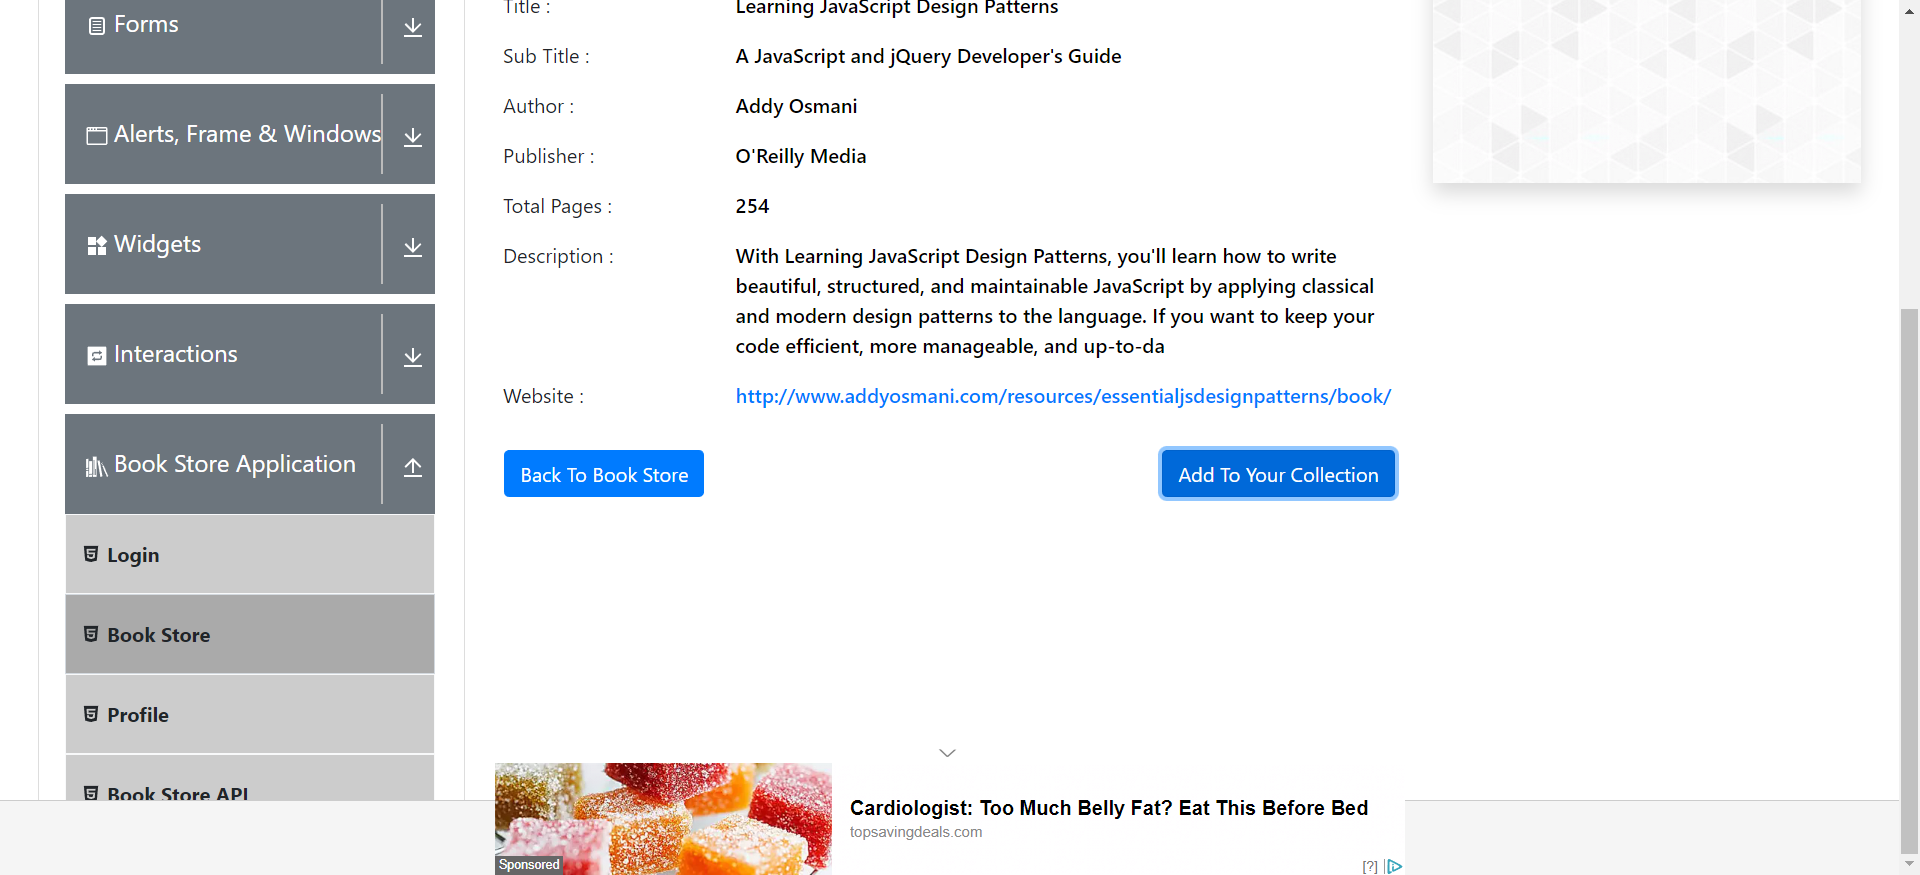 Forms
Alerts, Frame & Windows
Widgets
Interactions
Book Store Application
Login
Book Store
Profile
Book Store API
Title : Learning JavaScript Design Patterns
Sub Title : A JavaScript and jQuery Developer's Guide
Author : Addy Osmani
Publisher : O'Reilly Media
Total Pages : 254
Description : With Learning JavaScript Design Patterns, you'll learn how to write
beautiful, structured, and maintainable JavaScript by applying classical
and modern design patterns to the language. If you want to keep your
code efficient, more manageable, and up-to-da
Website : http://www.addyosmani.com/resources/essentialjsdesignpatterns/book/
Back To Book Store
Add To Your Collection
Sponsored
Cardiologist: Too Much Belly Fat? Eat This Before Bed
topsavingdeals.com
[?]